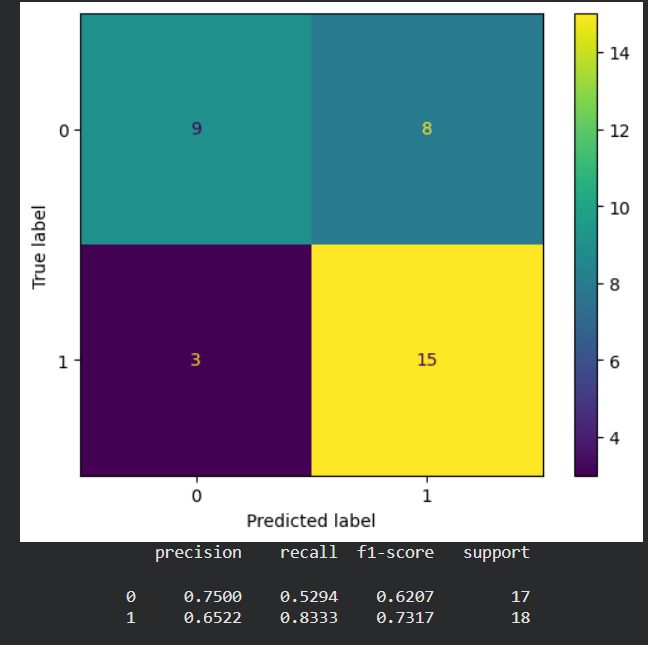 14
0
9
8
12
10
True label
8
6
1
3
15
4
0
1
Predicted label
precision recall f1-score support
0 0.7500 0.5294 0.6207 17
1 0.6522 0.8333 0.7317 18